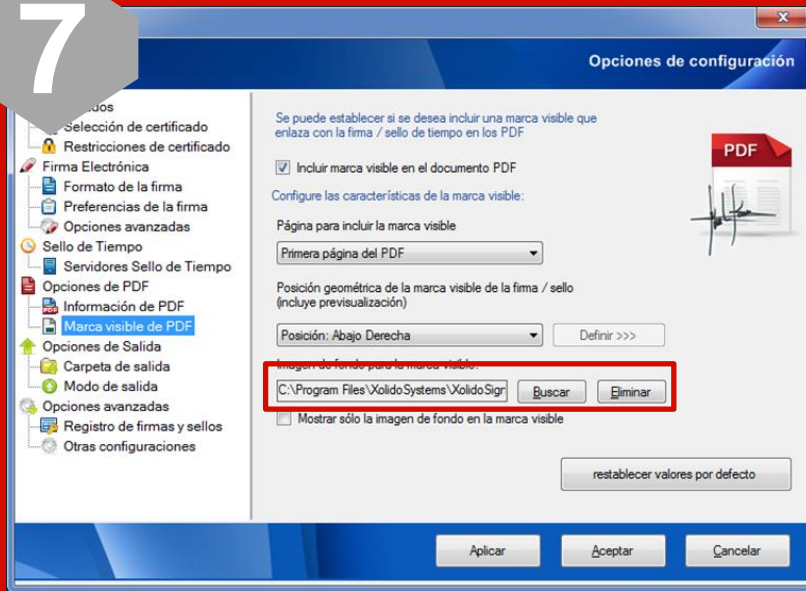 7
x
Opciones de configuración
Selección de certificado
Restricciones de certificado
Firma Electrónica
Formato de la firma
Preferencias de la firma
Opciones avanzadas
Sello de Tiempo
Servidores Sello de Tiempo
Opciones de PDF
Información de PDF
Marca visible de PDF
Opciones de Salida
Carpeta de salida
Modo de salida
Opciones avanzadas
Registro de firmas y sellos
Otras configuraciones
Se puede establecer si se desea incluir una marca visible que
enlaza con la firma / sello de tiempo en los PDF
Incluir marca visible en el documento PDF
PDF
Configure las características de la marca visible:
Página para incluir la marca visible
Primera página del PDF
Posición geométrica de la marca visible de la firma / sello
(incluye previsualización)
Posición: Abajo Derecha
Definir >>>
Imagen de fondo para la marca visible:
C:\Program Files\XolidoSystems\XolidoSign
Buscar
Eliminar
Mostrar sólo la imagen de fondo en la marca visible
restablecer valores por defecto
Aplicar
Aceptar
Cancelar